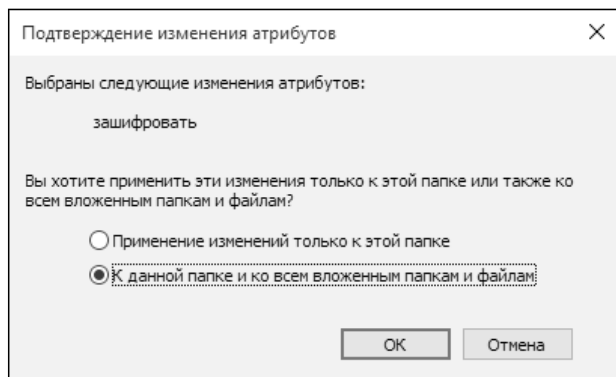 Подтверждение изменения атрибутов
Выбраны следующие изменения атрибутов:
зашифровать
Вы хотите применить эти изменения только к этой папке или также ко
всем вложенным папкам и файлам?
Применение изменений только к этой папке
К данной папке и ко всем вложенным папкам и файлам
ОК
Отмена